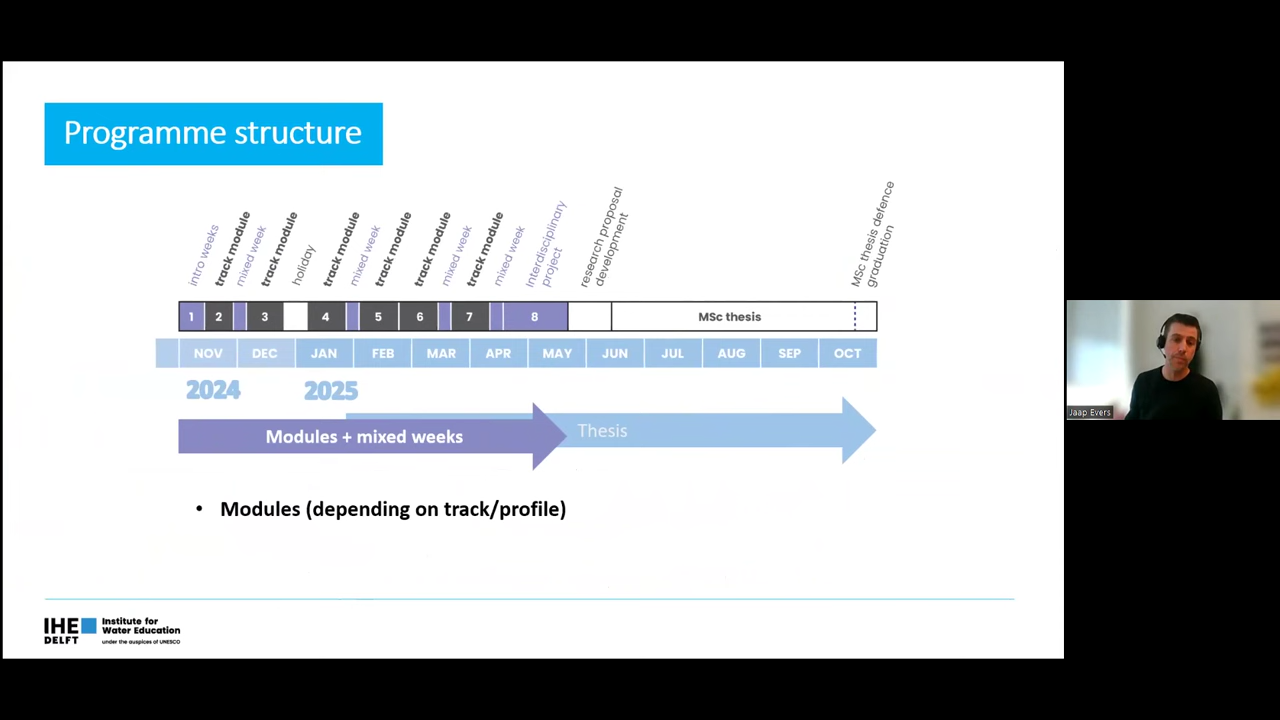 Programme structure
intro weeks
track module
mixed week
track module
holiday
track module
mixed week
track module
track module
mixed week
track module
mixed week
Interdisciplinary
project
research proposal
development
MSc thesis defence
graduation
1 2 3 4 5 6 7 8 MSc thesis
NOV DEC JAN FEB MAR APR MAY JUN JUL AUG SEP OCT
2024 2025
Modules + mixed weeks
Thesis
• Modules (depending on track/profile)
IHE
DELFT
Institute for
Water Education
under the auspices of UNESCO
Jaap Evers